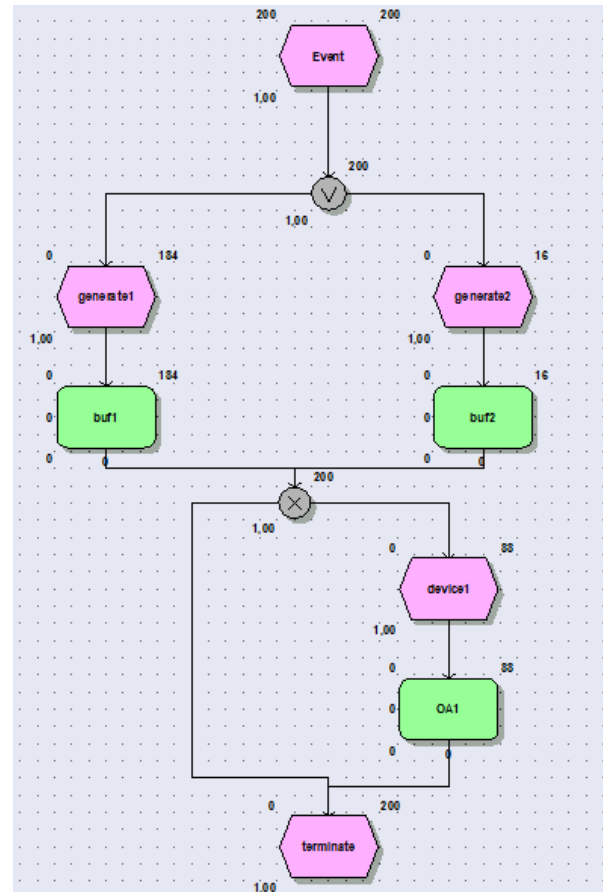 200 200
Event
1,00
200
V
1,00
0 184 0 16
generate1 generate2
1,00 1,00
0 184 0 16
0 buf1 0 buf2
0 0 0 0
200
X
1,00
0 88
device1
1,00
0 88
0 OA1
0 0
0 200
terminate
1,00